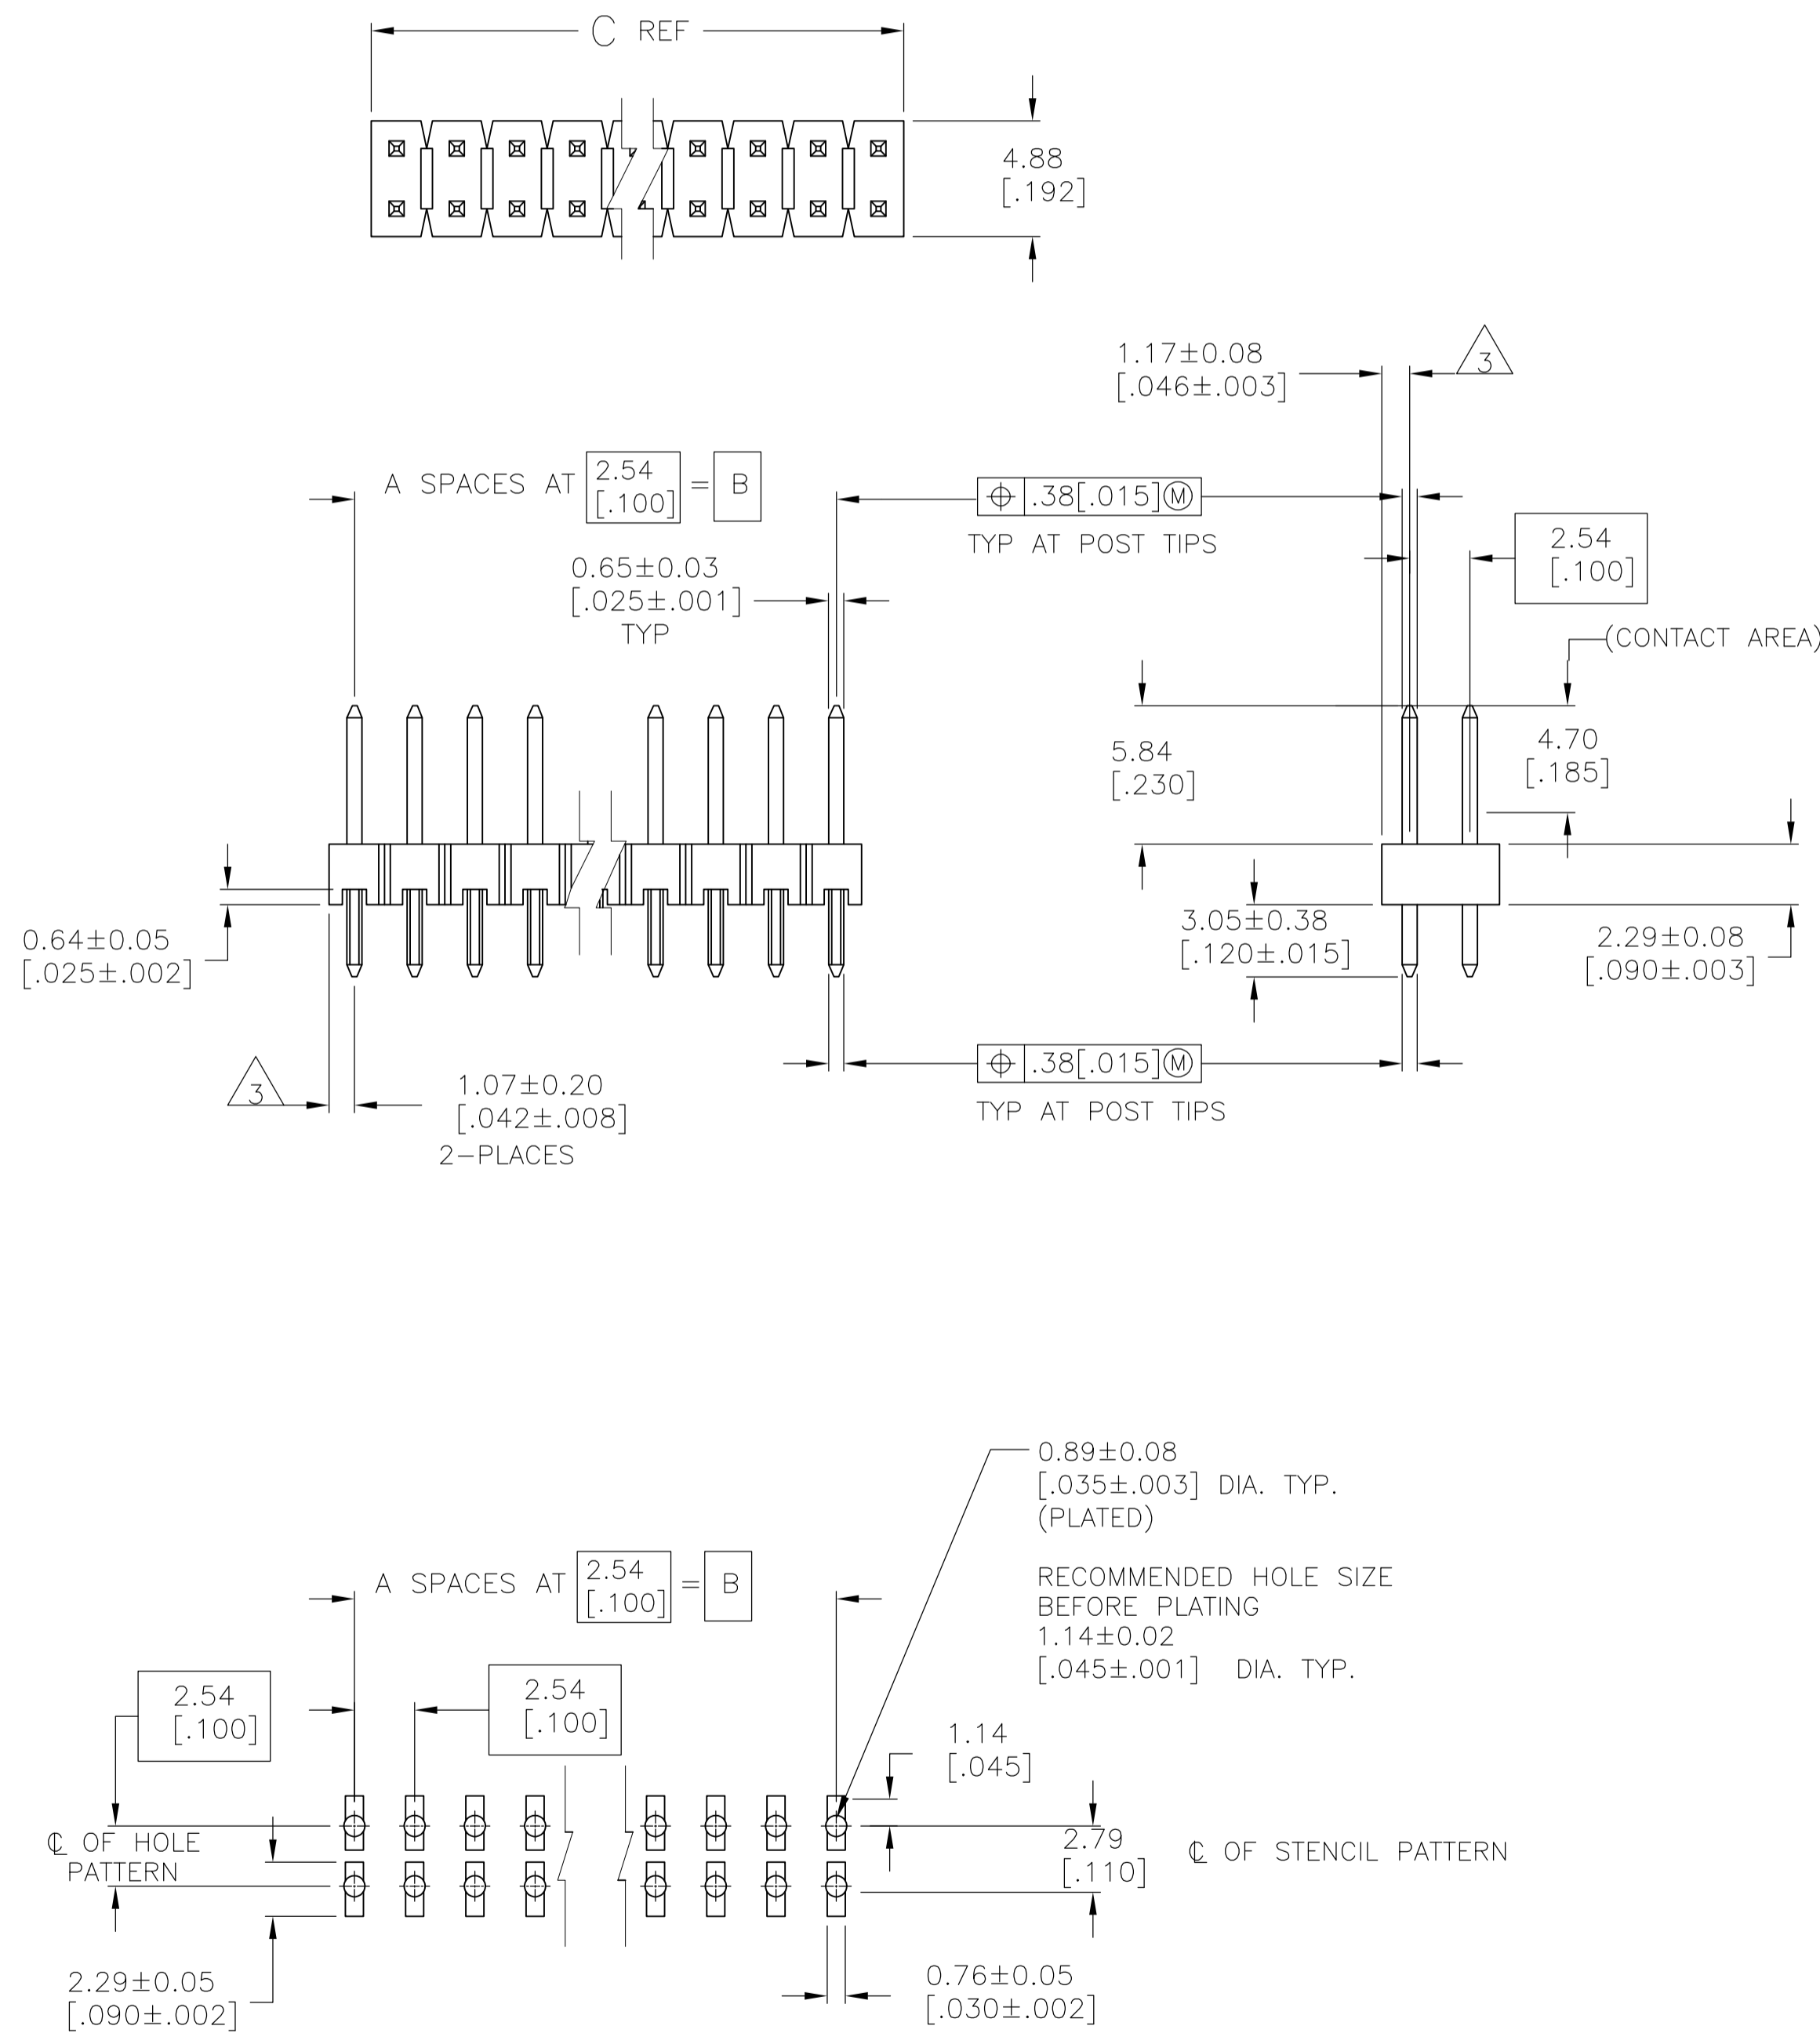 C REF
4.88
[.192]
1.17±0.08
[.046±.003]
3
A SPACES AT 2.54 [.100] = B
.38[.015]Ⓜ
TYP AT POST TIPS
2.54
[.100]
0.65±0.03
[.025±.001]
TYP
(CONTACT AREA)
5.84
[.230]
4.70
[.185]
0.64±0.05
[.025±.002]
3.05±0.38
[.120±.015]
2.29±0.08
[.090±.003]
3
1.07±0.20
[.042±.008]
2-PLACES
.38[.015]Ⓜ
TYP AT POST TIPS
0.89±0.08
[.035±.003] DIA. TYP.
(PLATED)
RECOMMENDED HOLE SIZE
BEFORE PLATING
1.14±0.02
[.045±.001] DIA. TYP.
A SPACES AT 2.54 [.100] = B
2.54
[.100]
2.54
[.100]
1.14
[.045]
℄ OF HOLE
PATTERN
2.79
[.110]
℄ OF STENCIL PATTERN
2.29±0.05
[.090±.002]
0.76±0.05
[.030±.002]